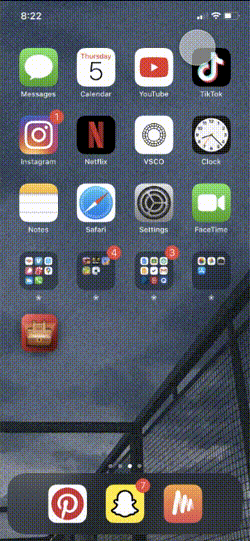 8:22
Thursday
5
Messages Calendar YouTube TikTok
1
Instagram Netflix VSCO Clock
Notes Safari Settings FaceTime
4 3
* * * *
7